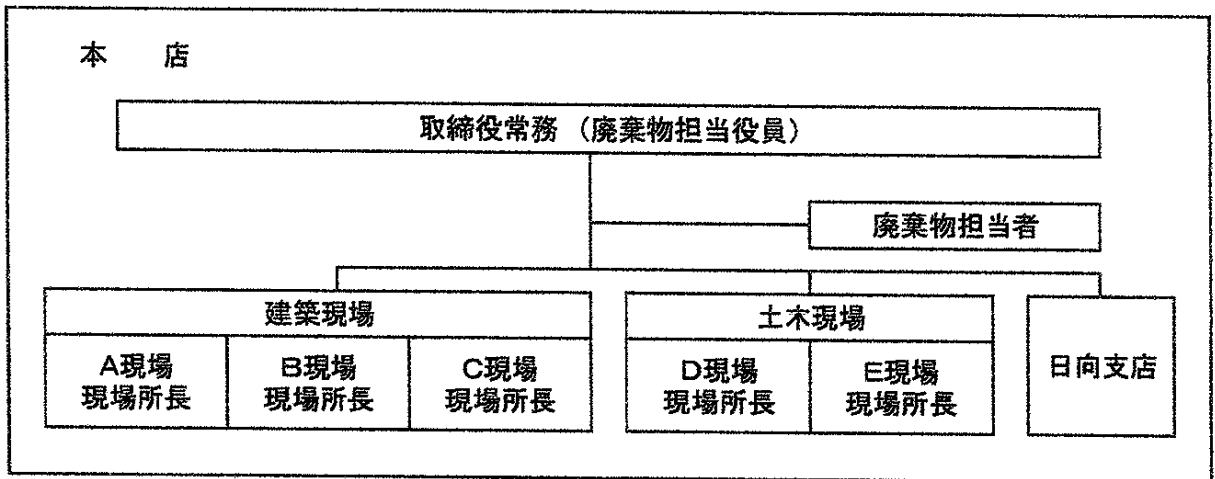 本　　店
取締役常務（廃棄物担当役員）
廃棄物担当者
建築現場
A現場
現場所長
B現場
現場所長
C現場
現場所長
土木現場
D現場
現場所長
E現場
現場所長
日向支店